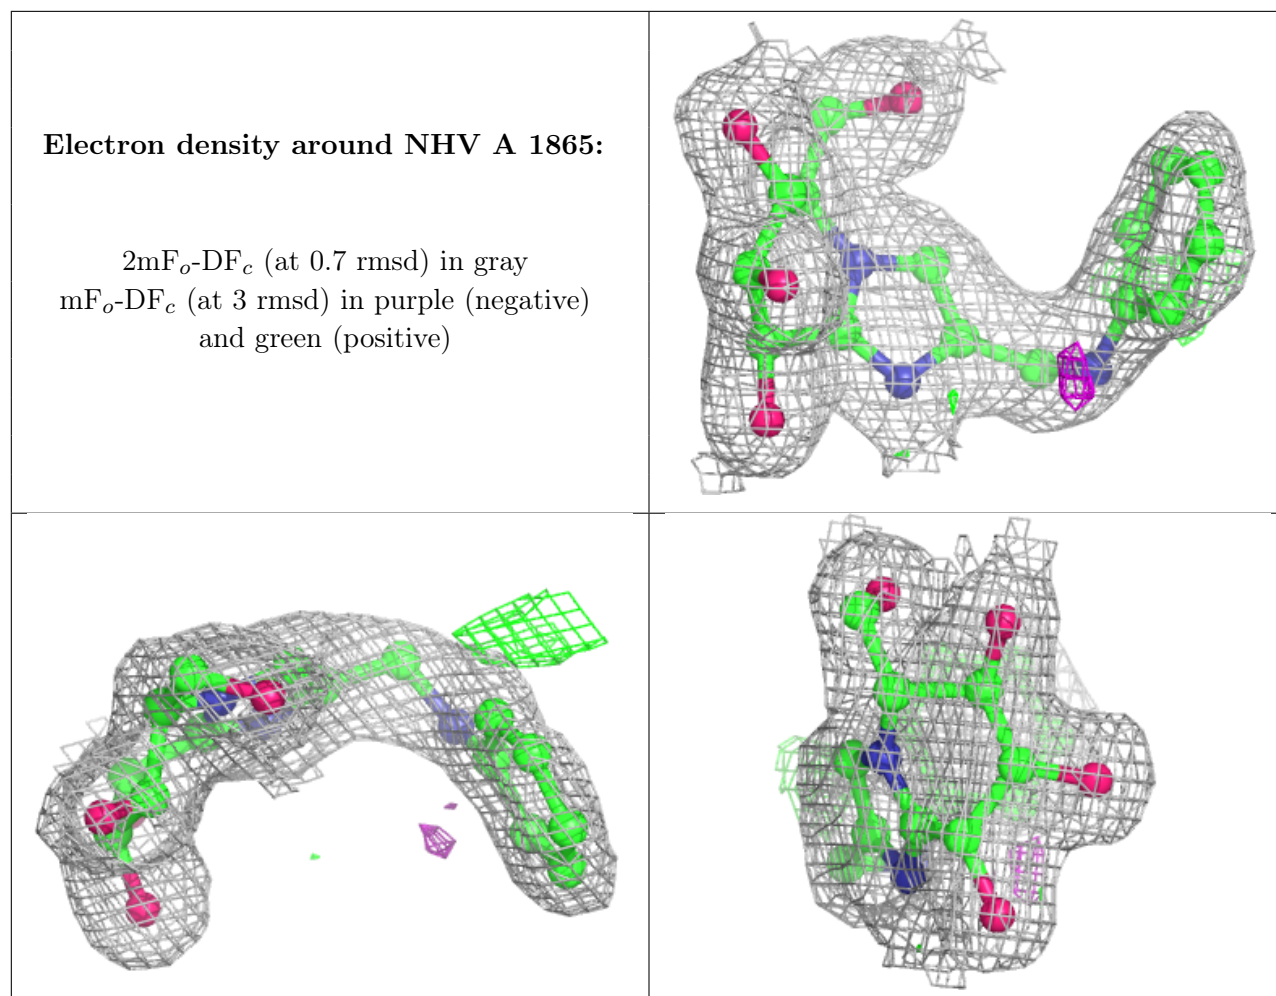 Electron density around NHV A 1865:
2mFₒ-DF𝒸 (at 0.7 rmsd) in gray
mFₒ-DF𝒸 (at 3 rmsd) in purple (negative)
and green (positive)